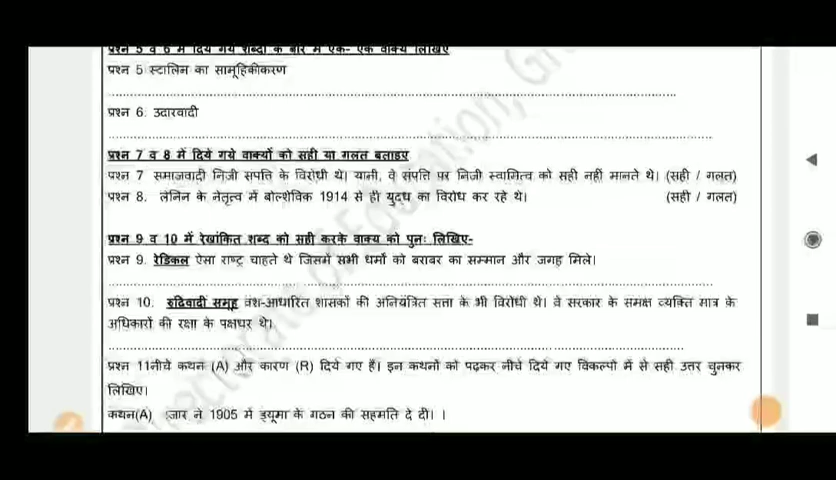 प्रश्न 5 व 6 में दिये गये शब्दों के बारे में एक- एक वाक्य लिखिए
प्रश्न 5 स्टालिन का सामूहिकीकरण
प्रश्न 6. उदारवादी
प्रश्न 7 व 8 में दिये गये वाक्यों को सही या गलत बताइए
प्रश्न 7 समाजवादी निजी संपत्ति के विरोधी थे। यानी, वे संपत्ति पर निजी स्वामित्व को सही नहीं मानते थे। (सही / गलत)
प्रश्न 8. लेनिन के नेतृत्व में बोल्शेविक 1914 से ही युद्ध का विरोध कर रहे थे। (सही / गलत)
प्रश्न 9 व 10 में रेखांकित शब्द को सही करके वाक्य को पुनः लिखिए-
प्रश्न 9. रेडिकल ऐसा राष्ट्र चाहते थे जिसमें सभी धर्मों को बराबर का सम्मान और जगह मिले।
प्रश्न 10. रुढिवादी समूह वंश-आधारित शासकों की अनियंत्रित सत्ता के भी विरोधी थे। वे सरकार के समक्ष व्यक्ति मात्र के
अधिकारों की रक्षा के पक्षधर थे।
प्रश्न 11नीचे कथन (A) और कारण (R) दिये गए हैं। इन कथनों को पढ़कर नीचे दिये गए विकल्पों में से सही उत्तर चुनकर
लिखिए।
कथन(A) ज़ार ने 1905 में ड्यूमा के गठन की सहमति दे दी। ।